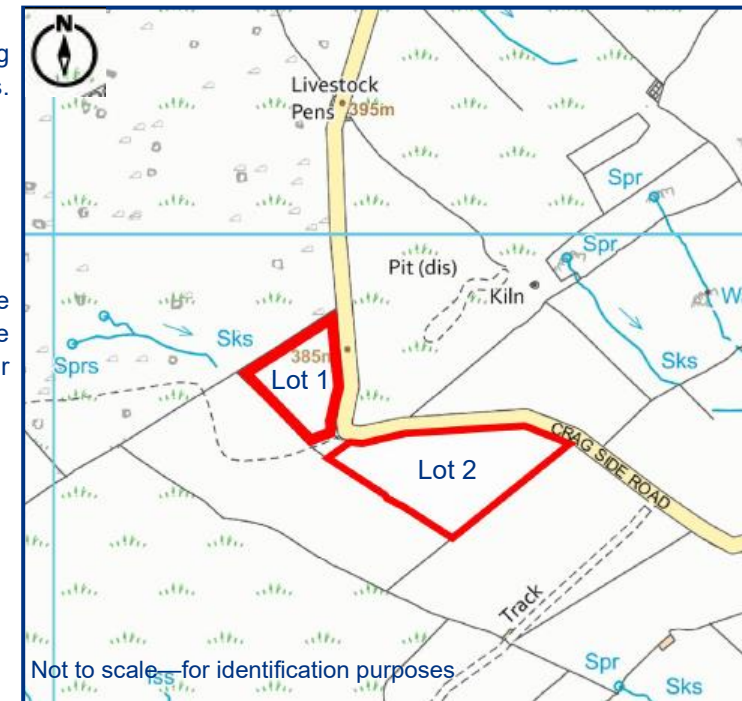 N
g
s.
Livestock
Pens
395m
Spr
Pit (dis)
Spr
Kiln
W
e
e
r
Sks
Sprs
385m
Sks
Lot 1
CRAG SIDE ROAD
Lot 2
Track
Not to scale—for identification purposes
Spr
Iss
Sks